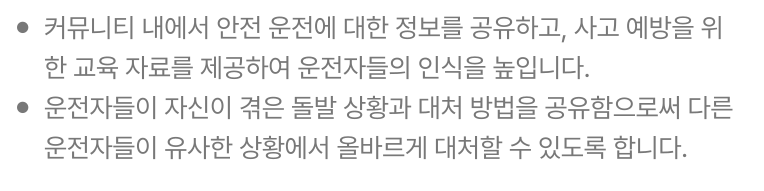 ● 커뮤니티 내에서 안전 운전에 대한 정보를 공유하고, 사고 예방을 위
한 교육 자료를 제공하여 운전자들의 인식을 높입니다.
● 운전자들이 자신이 겪은 돌발 상황과 대처 방법을 공유함으로써 다른
운전자들이 유사한 상황에서 올바르게 대처할 수 있도록 합니다.